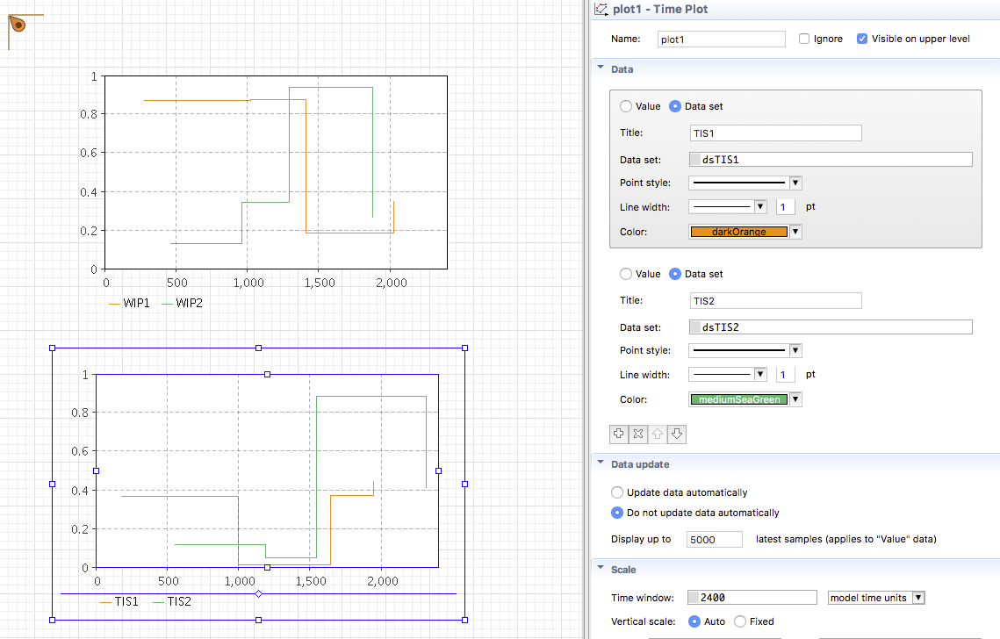 plot1 - Time Plot
Name: plot1 Ignore Visible on upper level
Data
Value Data set
Title: TIS1
Data set: dsTIS1
Point style:
Line width: 1 pt
Color: darkOrange
Value Data set
Title: TIS2
Data set: dsTIS2
Point style:
Line width: 1 pt
Color: mediumSeaGreen
Data update
Update data automatically
Do not update data automatically
Display up to 5000 latest samples (applies to "Value" data)
Scale
Time window: 2400 model time units
Vertical scale: Auto Fixed
1
0.8
0.6
0.4
0.2
0
0 500 1,000 1,500 2,000
WIP1 WIP2
1
0.8
0.6
0.4
0.2
0
0 500 1,000 1,500 2,000
TIS1 TIS2